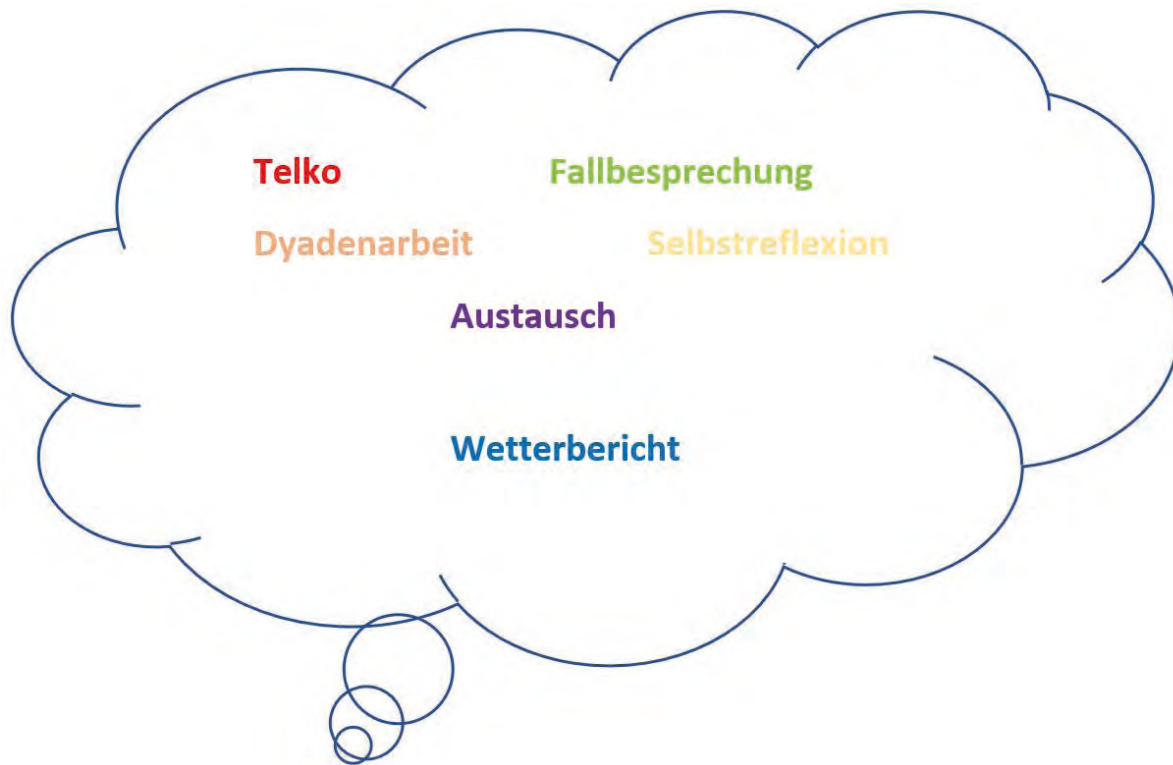 Telko Fallbesprechung
Dyadenarbeit Selbstreflexion
Austausch
Wetterbericht